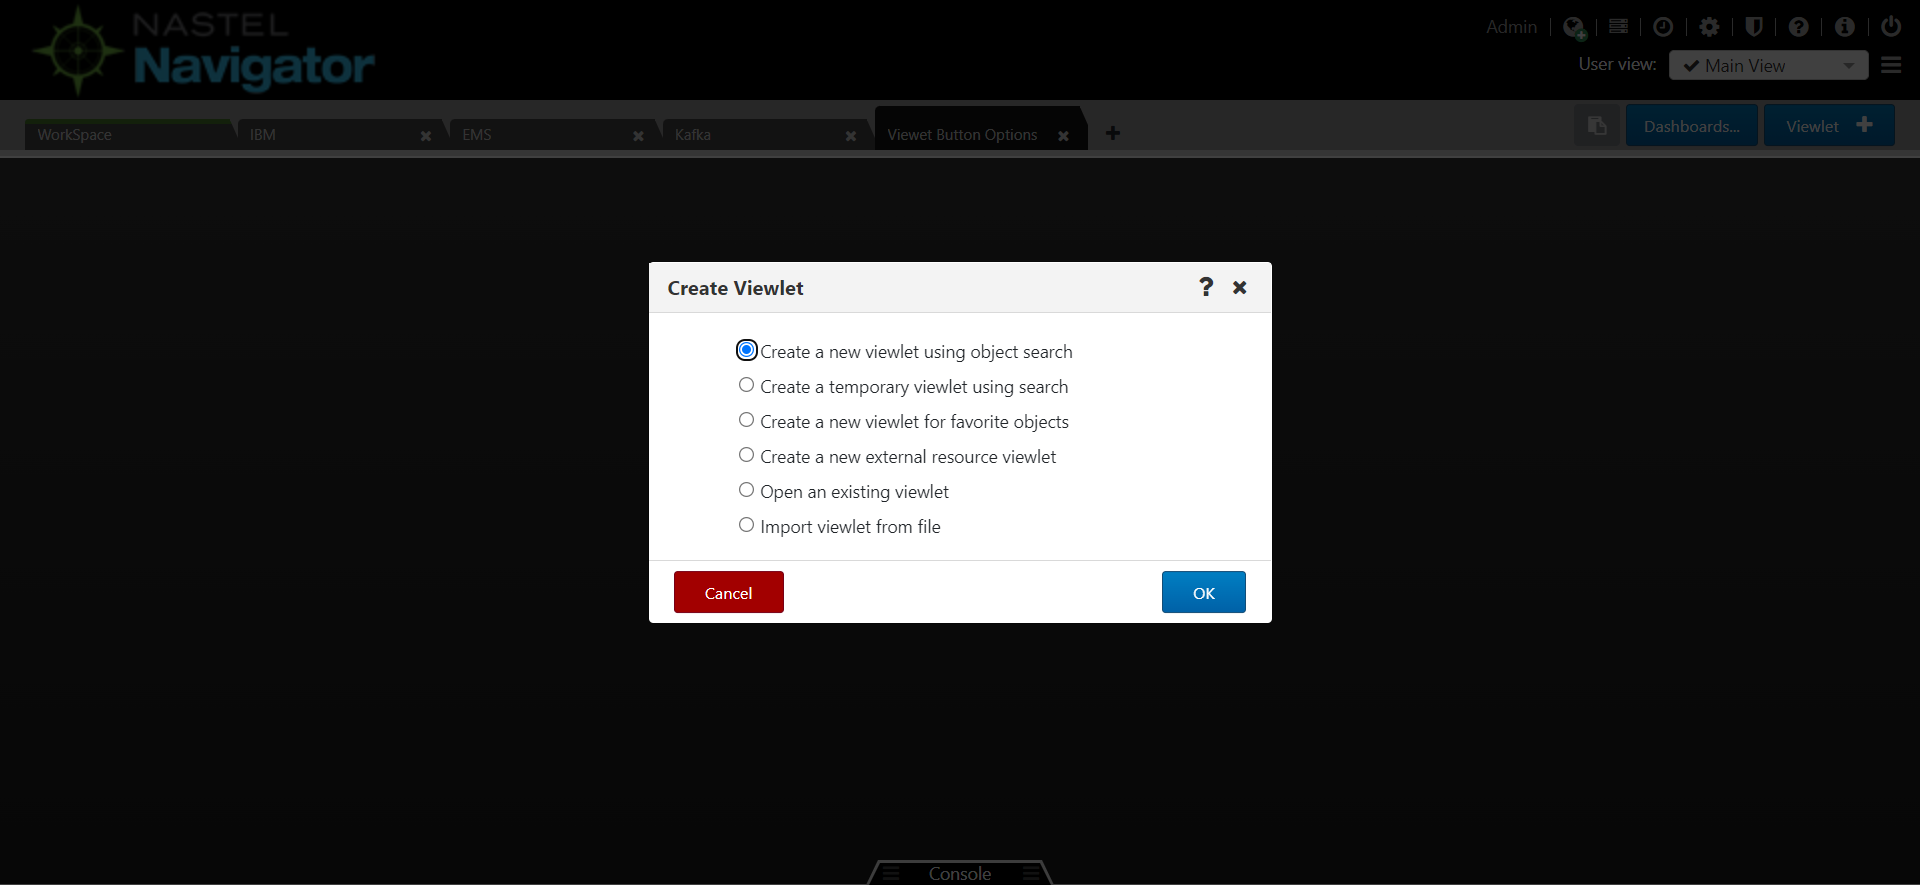 NASTEL
Navigator
Admin
User view:
Main View
WorkSpace
IBM
EMS
Kafka
Viewet Button Options
Dashboards...
Viewlet
Create Viewlet
Create a new viewlet using object search
Create a temporary viewlet using search
Create a new viewlet for favorite objects
Create a new external resource viewlet
Open an existing viewlet
Import viewlet from file
Cancel
OK
Console